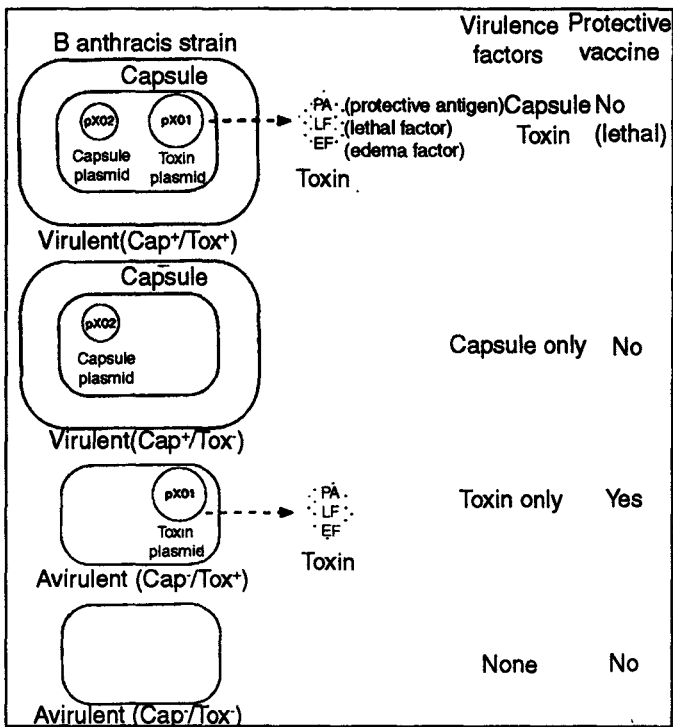 Virulence Protective
B anthracis strain factors vaccine
Capsule
pX02 pX01
Capsule plasmid
Toxin plasmid
PA (protective antigen)
LF (lethal factor)
EF (edema factor)
Toxin
Capsule No
Toxin (lethal)
Virulent(Cap⁺/Tox⁺)
Capsule
pX02
Capsule
plasmid
Capsule only No
Virulent(Cap⁺/Tox⁻)
pX01
Toxin
plasmid
PA
LF
EF
Toxin
Toxin only Yes
Avirulent (Cap⁻/Tox⁺)
None No
Avirulent (Cap⁻/Tox⁻)